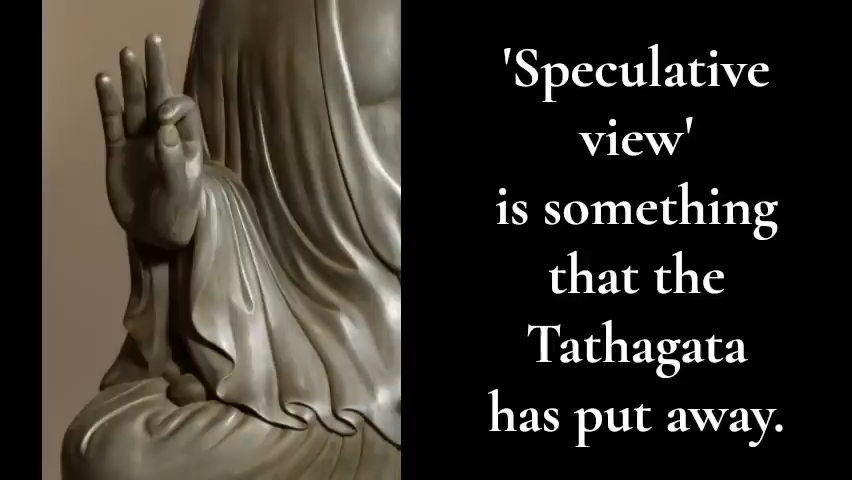 'Speculative
view'
is something
that the
Tathagata
has put away.